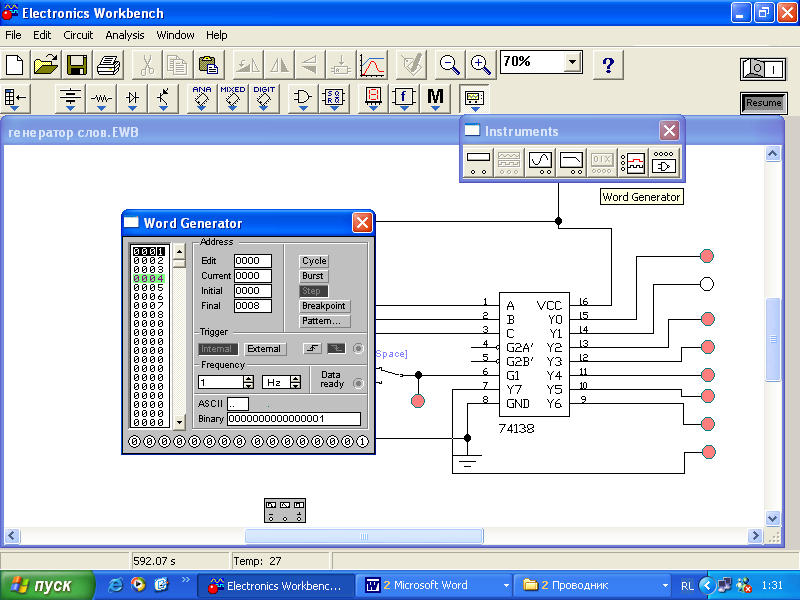 Electronics Workbench
File Edit Circuit Analysis Window Help
70%
?
ANA MIXED DIGIT
f M
Resume
генератор слов.EWB
Instruments
Word Generator
Word Generator
0001
0002
0003
0004
0005
0006
0007
0008
0000
0000
0000
0000
0000
0000
0000
0000
0000
0000
0000
0000
Address
Edit 0000
Current 0000
Initial 0000
Final 0008
Cycle
Burst
Step
Breakpoint
Pattern...
Trigger
Internal External
Frequency
1 Hz
Data ready
ASCII ..
Binary 0000000000000001
0 0 0 0 0 0 0 0 0 0 0 0 0 0 0 1
Space]
1 A VCC 16
2 B Y0 15
3 C Y1 14
4 G2A' Y2 13
5 G2B' Y3 12
6 G1 Y4 11
7 Y7 Y5 10
8 GND Y6 9
74138
592.07 s Temp: 27
пуск
Electronics Workbenc...
2 Microsoft Word
2 Проводник
RL
1:31